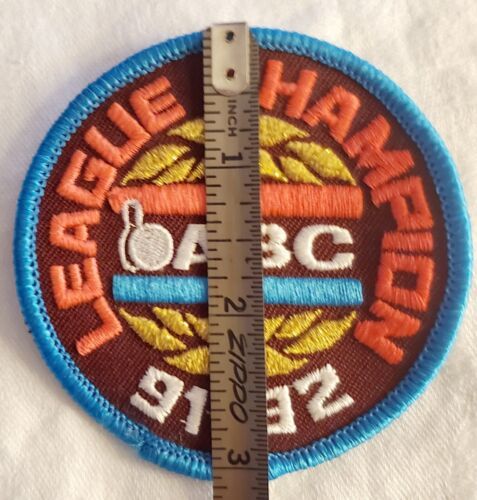 LEAGUE HAMPION
INCH
1
ABC
2
ZIPPO
91 92
3